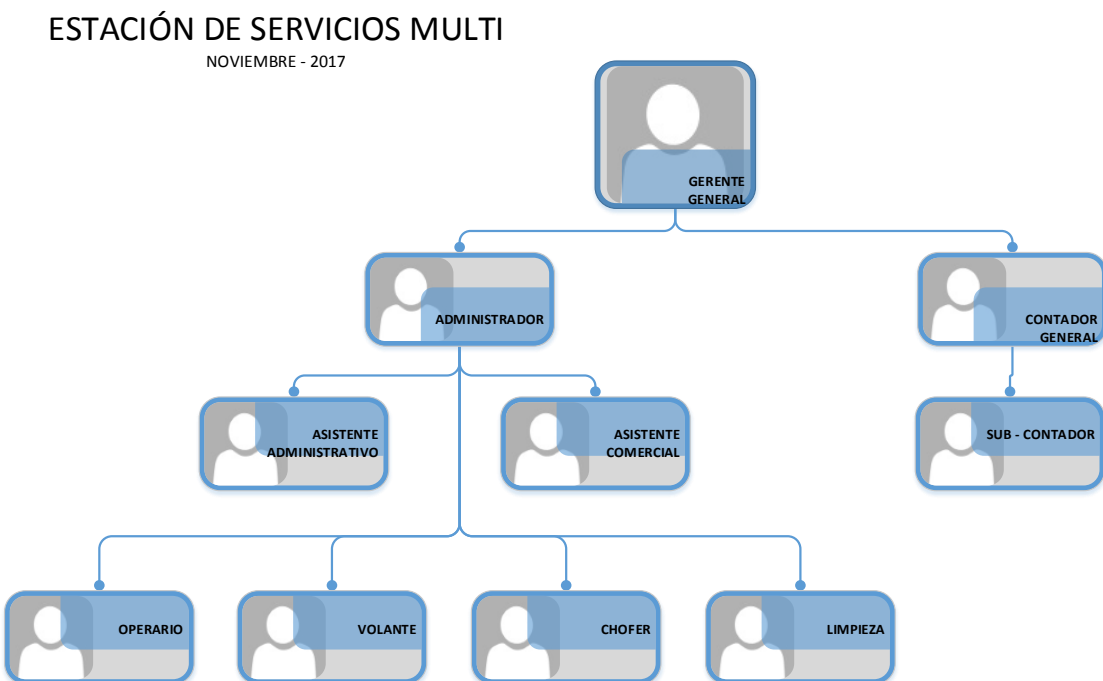 ESTACIÓN DE SERVICIOS MULTI
NOVIEMBRE - 2017
GERENTE
GENERAL
ADMINISTRADOR
CONTADOR
GENERAL
ASISTENTE
ADMINISTRATIVO
ASISTENTE
COMERCIAL
SUB - CONTADOR
OPERARIO
VOLANTE
CHOFER
LIMPIEZA